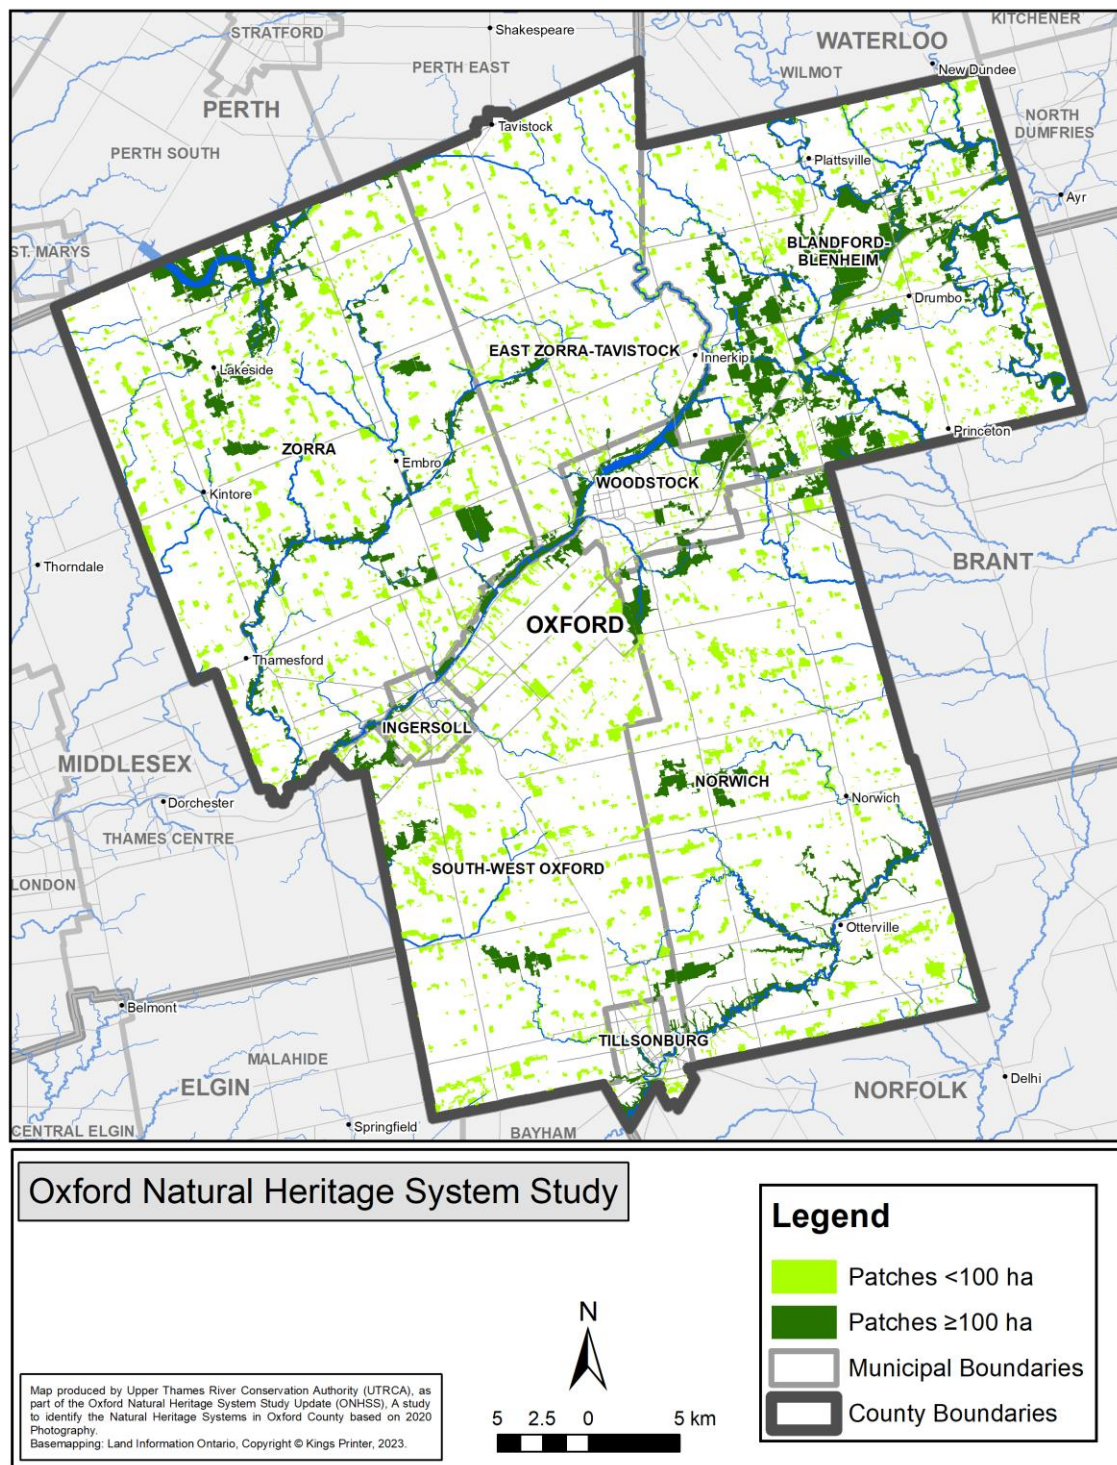 KITCHENER
STRATFORD
Shakespeare
WATERLOO
PERTH EAST
WILMOT
New Dundee
PERTH
NORTH
DUMFRIES
Tavistock
PERTH SOUTH
Plattsville
Ayr
ST. MARYS
BLANDFORD-
BLENHEIM
Drumbo
EAST ZORRA-TAVISTOCK
Innerkip
Lakeside
Princeton
ZORRA
Embro
WOODSTOCK
Kintore
BRANT
Thorndale
OXFORD
Thamesford
INGERSOLL
MIDDLESEX
NORWICH
Norwich
Dorchester
THAMES CENTRE
SOUTH-WEST OXFORD
LONDON
Otterville
Belmont
TILLSONBURG
MALAHIDE
ELGIN
NORFOLK
Delhi
CENTRAL ELGIN
Springfield
BAYHAM
Oxford Natural Heritage System Study
Legend
Patches <100 ha
Patches ≥100 ha
Municipal Boundaries
County Boundaries
N
5 2.5 0 5 km
Map produced by Upper Thames River Conservation Authority (UTRCA), as
part of the Oxford Natural Heritage System Study Update (ONHSS), A study
to identify the Natural Heritage Systems in Oxford County based on 2020
Photography.
Basemapping: Land Information Ontario, Copyright © Kings Printer, 2023.